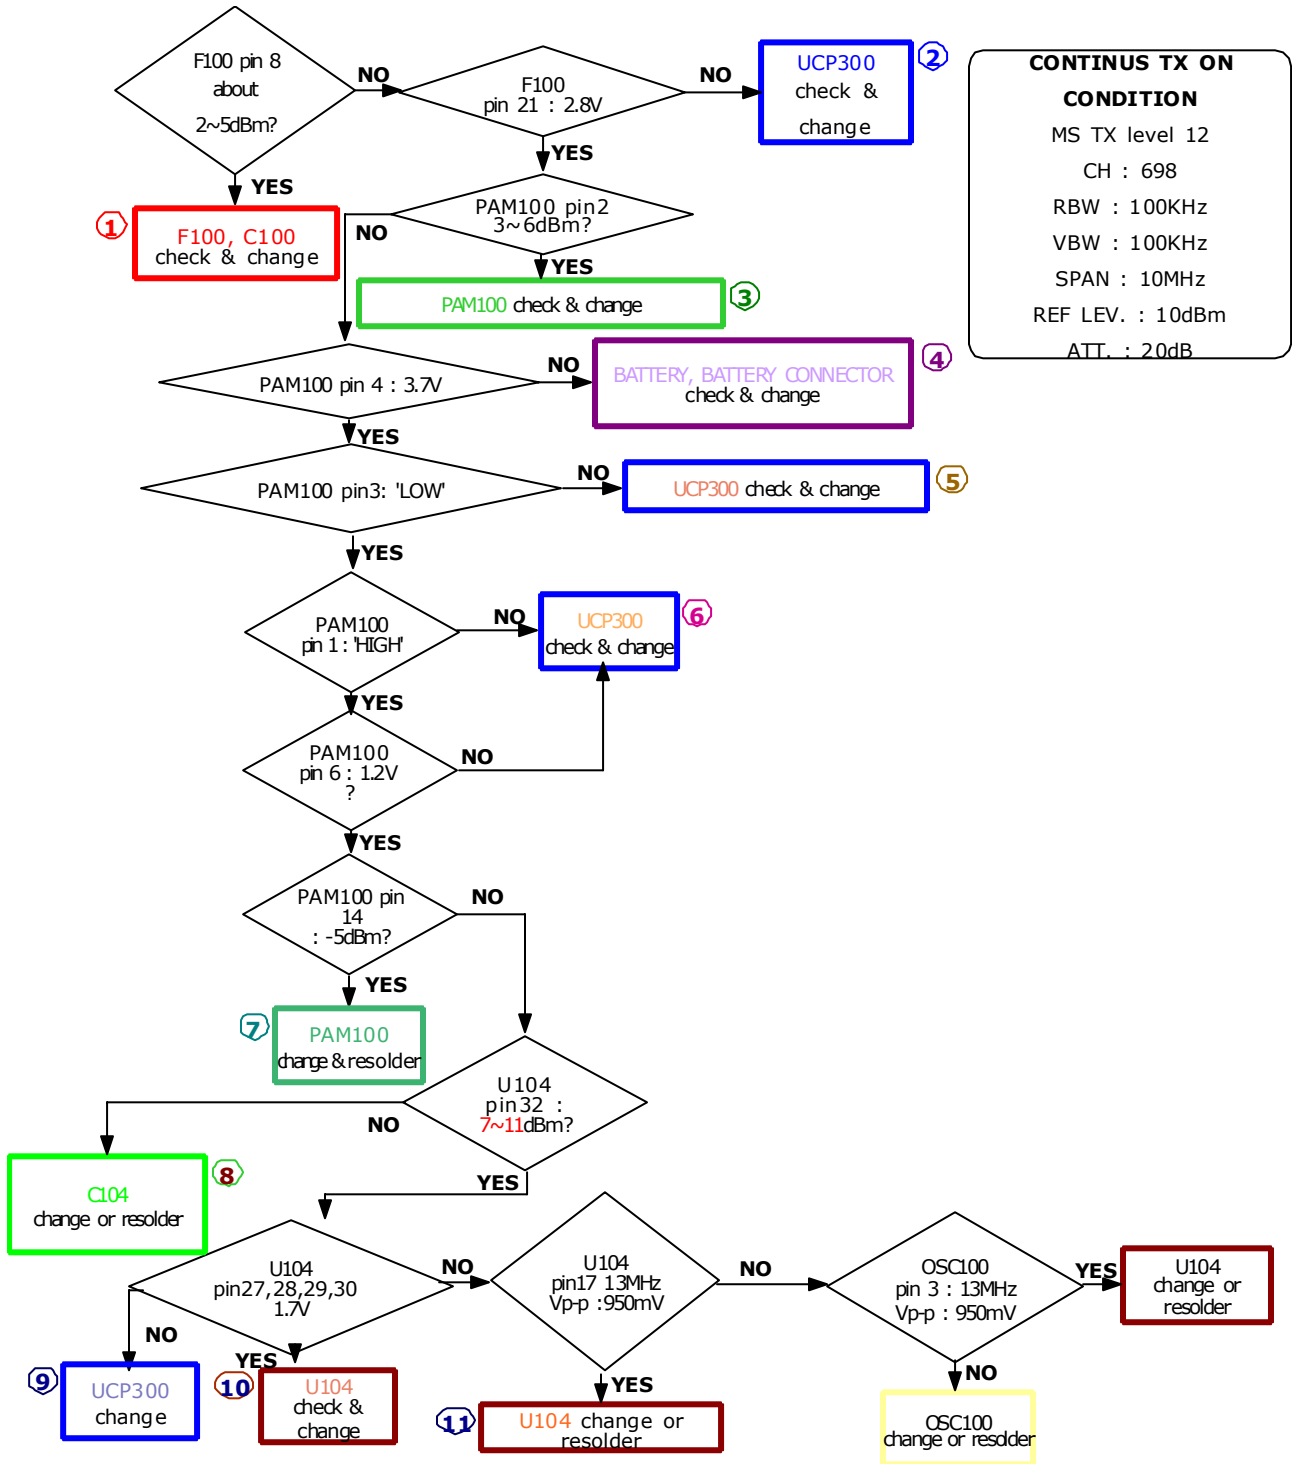 F100 pin 8
about
2~5dBm?
NO
F100
pin 21 : 2.8V
NO
UCP300
check &
change
2
CONTINUS TX ON
CONDITION
MS TX level 12
CH : 698
RBW : 100KHz
VBW : 100KHz
SPAN : 10MHz
REF LEV. : 10dBm
ATT. : 20dB
YES
YES
1
F100, C100
check & change
PAM100 pin2
3~6dBm?
NO
YES
PAM100 check & change
3
PAM100 pin 4 : 3.7V
NO
BATTERY, BATTERY CONNECTOR
check & change
4
YES
PAM100 pin3: 'LOW'
NO
UCP300 check & change
5
YES
PAM100
pin 1 : 'HIGH'
NO
UCP300
check & change
6
YES
PAM100
pin 6 : 1.2V
?
NO
YES
PAM100 pin
14
: -5dBm?
NO
YES
7
PAM100
change & resolder
U104
pin32 :
7~11dBm?
NO
YES
C104
change or resolder
8
U104
pin27,28,29,30
1.7V
NO
U104
pin17 13MHz
Vp-p :950mV
NO
OSC100
pin 3 : 13MHz
Vp-p : 950mV
YES
U104
change or
resolder
NO
YES
YES
NO
9
UCP300
change
10
U104
check &
change
11
U104 change or
resolder
OSC100
change or resolder